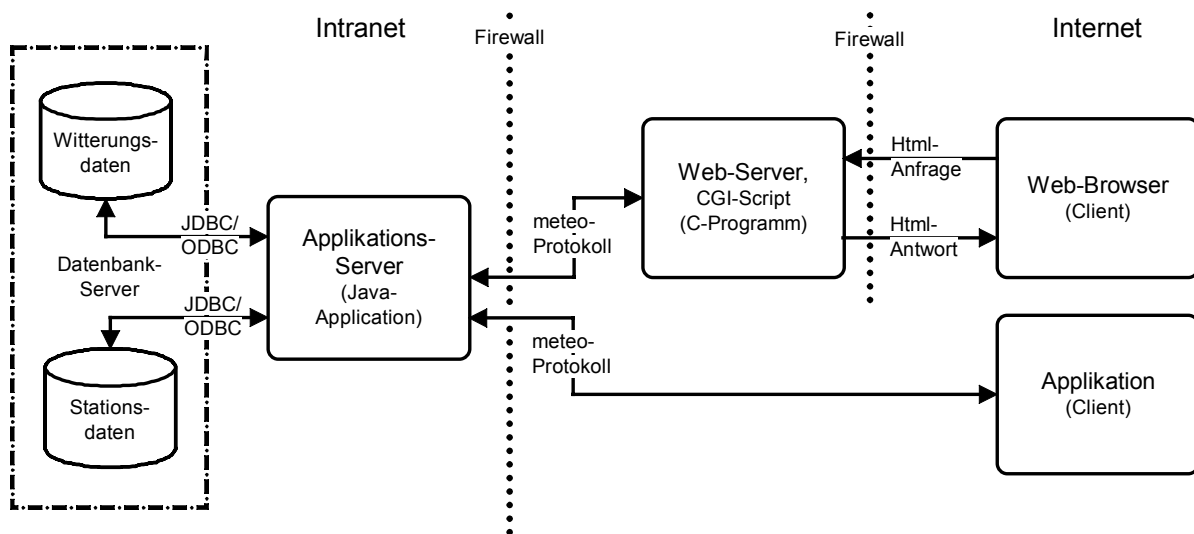 Intranet
Firewall
Firewall
Internet
Witterungs-
daten
JDBC/
ODBC
Datenbank-
Server
JDBC/
ODBC
Stations-
daten
Applikations-
Server
(Java-
Application)
meteo-
Protokoll
meteo-
Protokoll
Web-Server,
CGI-Script
(C-Programm)
Html-
Anfrage
Html-
Antwort
Web-Browser
(Client)
Applikation
(Client)